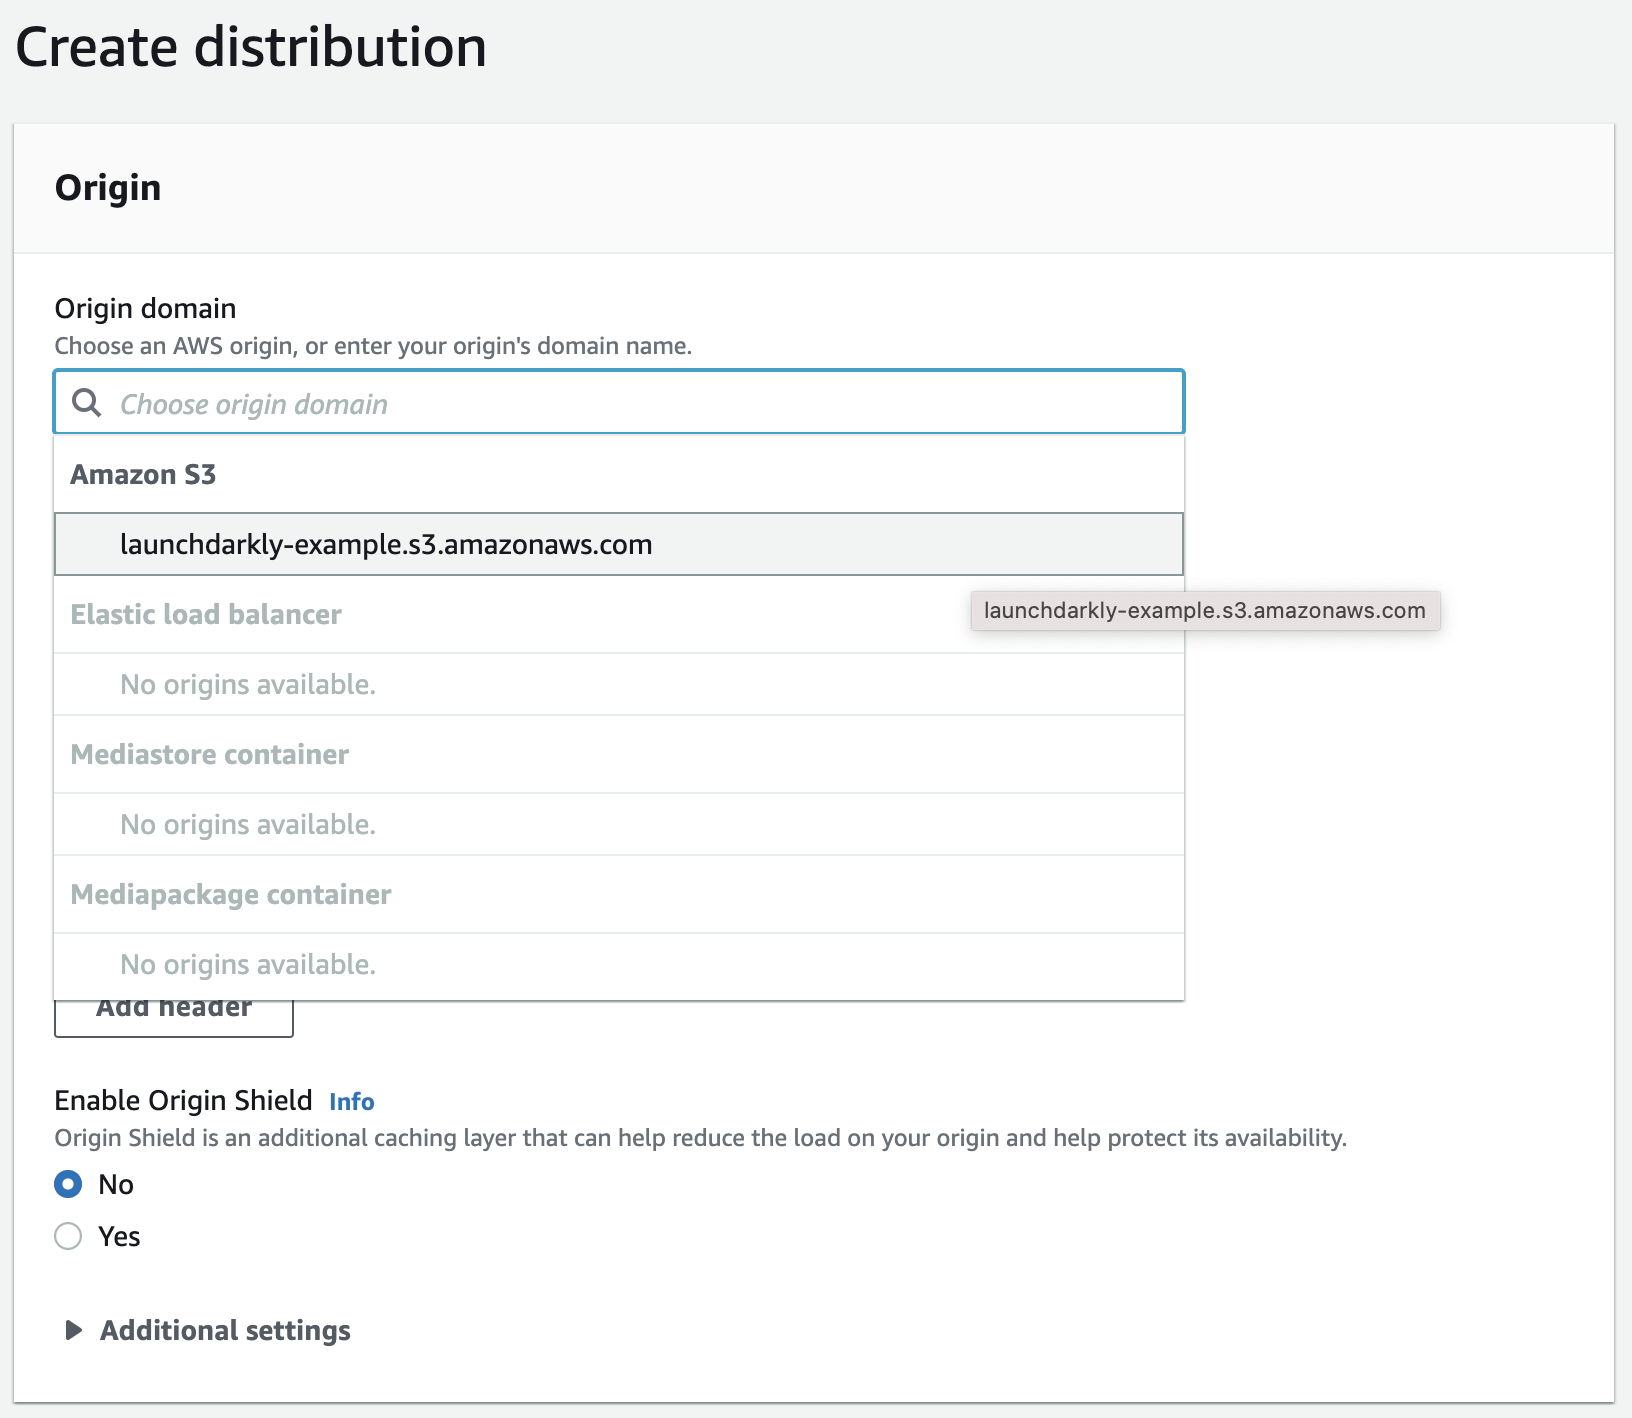 Create distribution
Origin
Origin domain
Choose an AWS origin, or enter your origin's domain name.
Choose origin domain
Amazon S3
launchdarkly-example.s3.amazonaws.com
Elastic load balancer
launchdarkly-example.s3.amazonaws.com
No origins available.
Mediastore container
No origins available.
Mediapackage container
No origins available.
Add header
Enable Origin Shield Info
Origin Shield is an additional caching layer that can help reduce the load on your origin and help protect its availability.
No
Yes
Additional settings